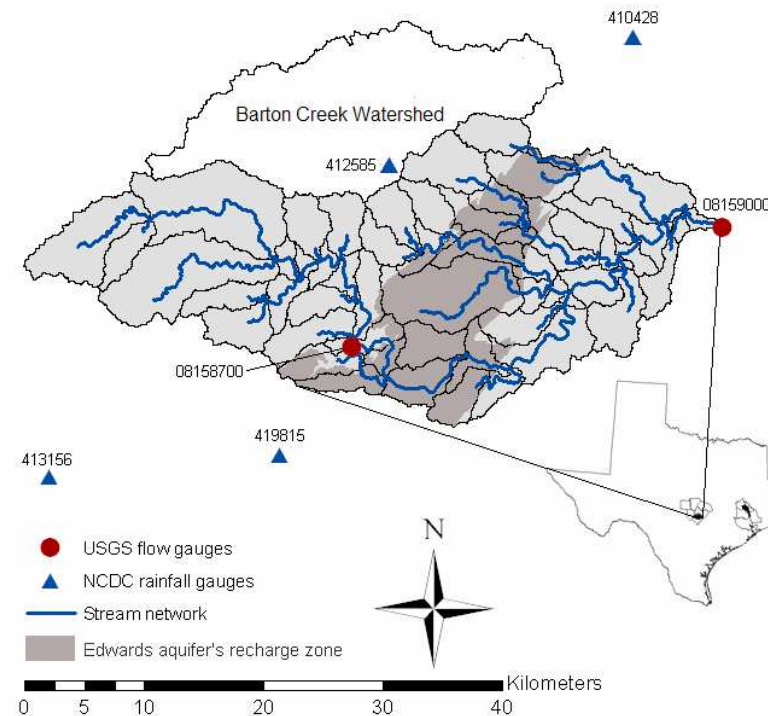 410428
Barton Creek Watershed
412585
08159000
08158700
419815
413156
N
USGS flow gauges
NCDC rainfall gauges
Stream network
Edwards aquifer's recharge zone
Kilometers
0 5 10 20 30 40